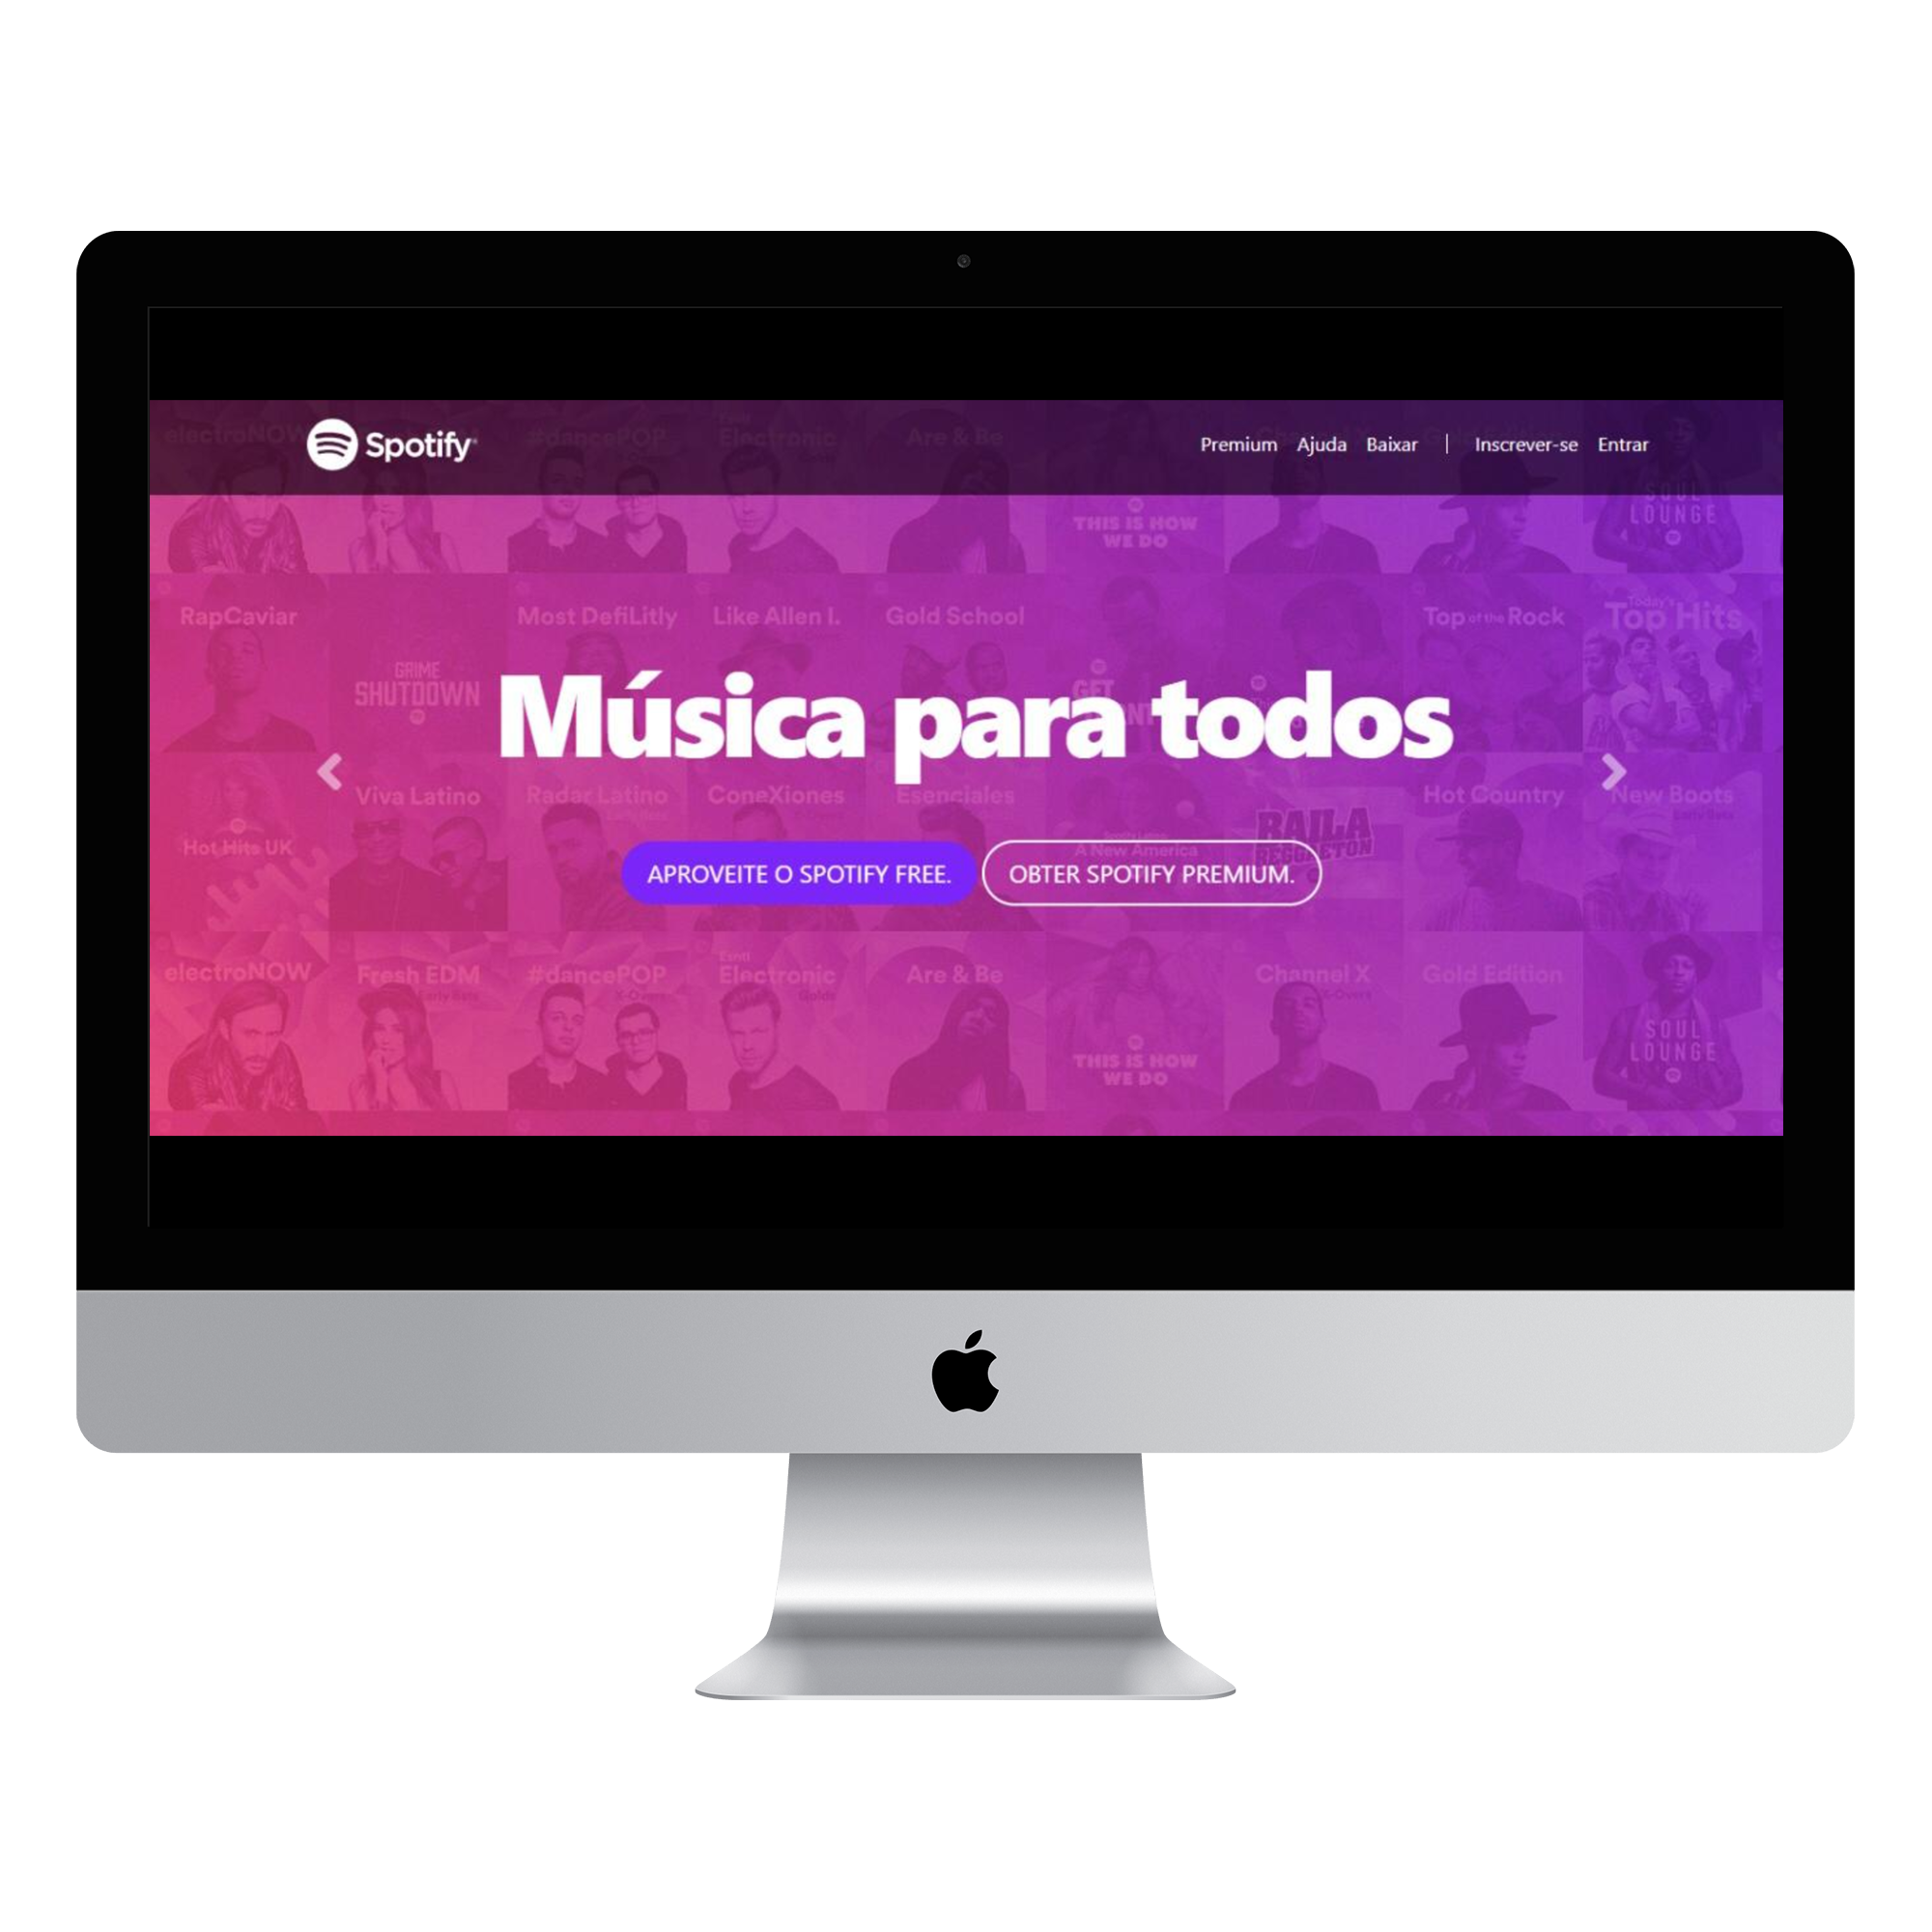 Spotify
Premium Ajuda Baixar | Inscrever-se Entrar
electroNOW
#dancePOP
Electronic
Are & Be
THIS IS HOW
WE DO
SOUL
LOUNGE
RapCaviar
Most DefiLitly
Like Allen I.
Gold School
Top of the Rock
Today's
Top Hits
GRIME
SHUTDOWN
Música para todos
Viva Latino
Radar Latino
ConeXiones
Esenciales
Hot Country
New Boots
Hot Hits UK
A New America
BAILA
REGGAETON
APROVEITE O SPOTIFY FREE.
OBTER SPOTIFY PREMIUM.
electroNOW
Fresh EDM
#dancePOP
X-Overs
Esntl
Electronic
Golds
Are & Be
Channel X
X-Overs
Gold Edition
THIS IS HOW
WE DO
SOUL
LOUNGE